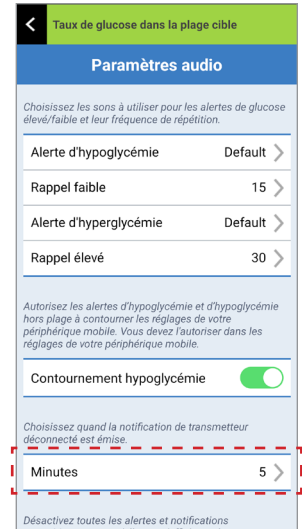 Taux de glucose dans la plage cible
Paramètres audio
Choisissez les sons à utiliser pour les alertes de glucose
élevé/faible et leur fréquence de répétition.
Alerte d'hypoglycémie Default
Rappel faible 15
Alerte d'hyperglycémie Default
Rappel élevé 30
Autorisez les alertes d'hypoglycémie et d'hypoglycémie
hors plage à contourner les réglages de votre
périphérique mobile. Vous devez l'autoriser dans les
réglages de votre périphérique mobile.
Contournement hypoglycémie
Choisissez quand la notification de transmetteur
déconnecté est émise.
Minutes 5
Désactivez toutes les alertes et notifications